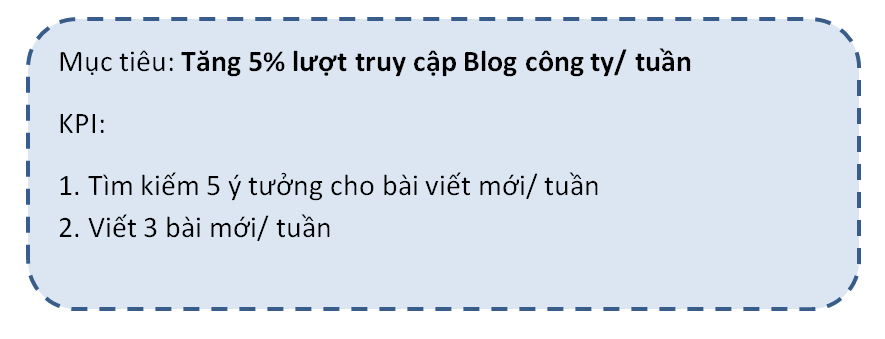 Mục tiêu: Tăng 5% lượt truy cập Blog công ty/ tuần
KPI:
1. Tìm kiếm 5 ý tưởng cho bài viết mới/ tuần
2. Viết 3 bài mới/ tuần